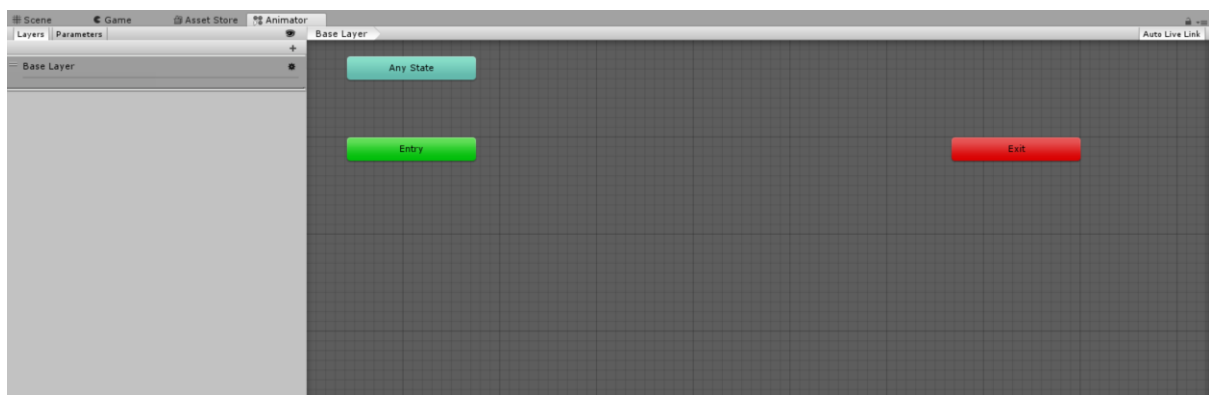 Scene Game Asset Store Animator
Layers Parameters Base Layer Auto Live Link
Base Layer
Any State
Entry Exit